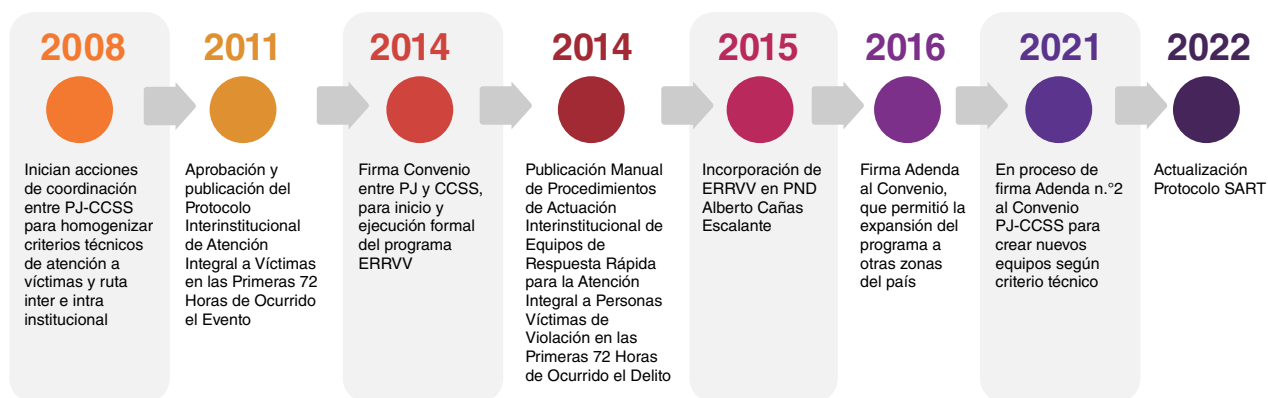 2008
Inician acciones
de coordinación
entre PJ-CCSS
para homogenizar
criterios técnicos
de atención a
víctimas y ruta
inter e intra
institucional
2011
Aprobación y
publicación del
Protocolo
Interinstitucional
de Atención
Integral a Víctimas
en las Primeras 72
Horas de Ocurrido
el Evento
2014
Firma Convenio
entre PJ y CCSS,
para inicio y
ejecución formal
del programa
ERRVV
2014
Publicación Manual
de Procedimientos
de Actuación
Interinstitucional de
Equipos de
Respuesta Rápida
para la Atención
Integral a Personas
Víctimas de
Violación en las
Primeras 72 Horas
de Ocurrido el Delito
2015
Incorporación de
ERRVV en PND
Alberto Cañas
Escalante
2016
Firma Adenda
al Convenio,
que permitió la
expansión del
programa a
otras zonas
del país
2021
En proceso de
firma Adenda n.°2
al Convenio
PJ-CCSS para
crear nuevos
equipos según
criterio técnico
2022
Actualización
Protocolo SART